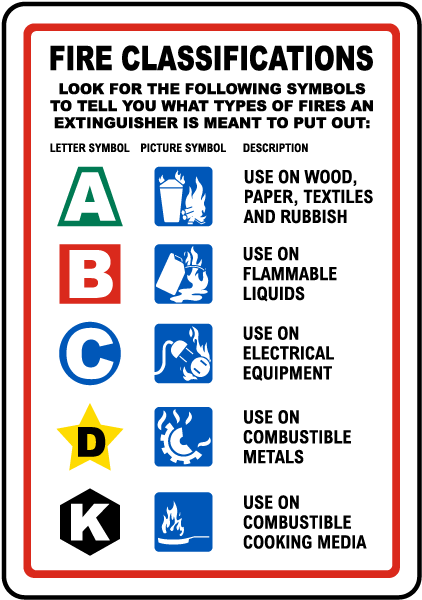 FIRE CLASSIFICATIONS
LOOK FOR THE FOLLOWING SYMBOLS
TO TELL YOU WHAT TYPES OF FIRES AN
EXTINGUISHER IS MEANT TO PUT OUT:
LETTER SYMBOL PICTURE SYMBOL DESCRIPTION
A
USE ON WOOD,
PAPER, TEXTILES
AND RUBBISH
B
USE ON
FLAMMABLE
LIQUIDS
C
USE ON
ELECTRICAL
EQUIPMENT
D
USE ON
COMBUSTIBLE
METALS
K
USE ON
COMBUSTIBLE
COOKING MEDIA